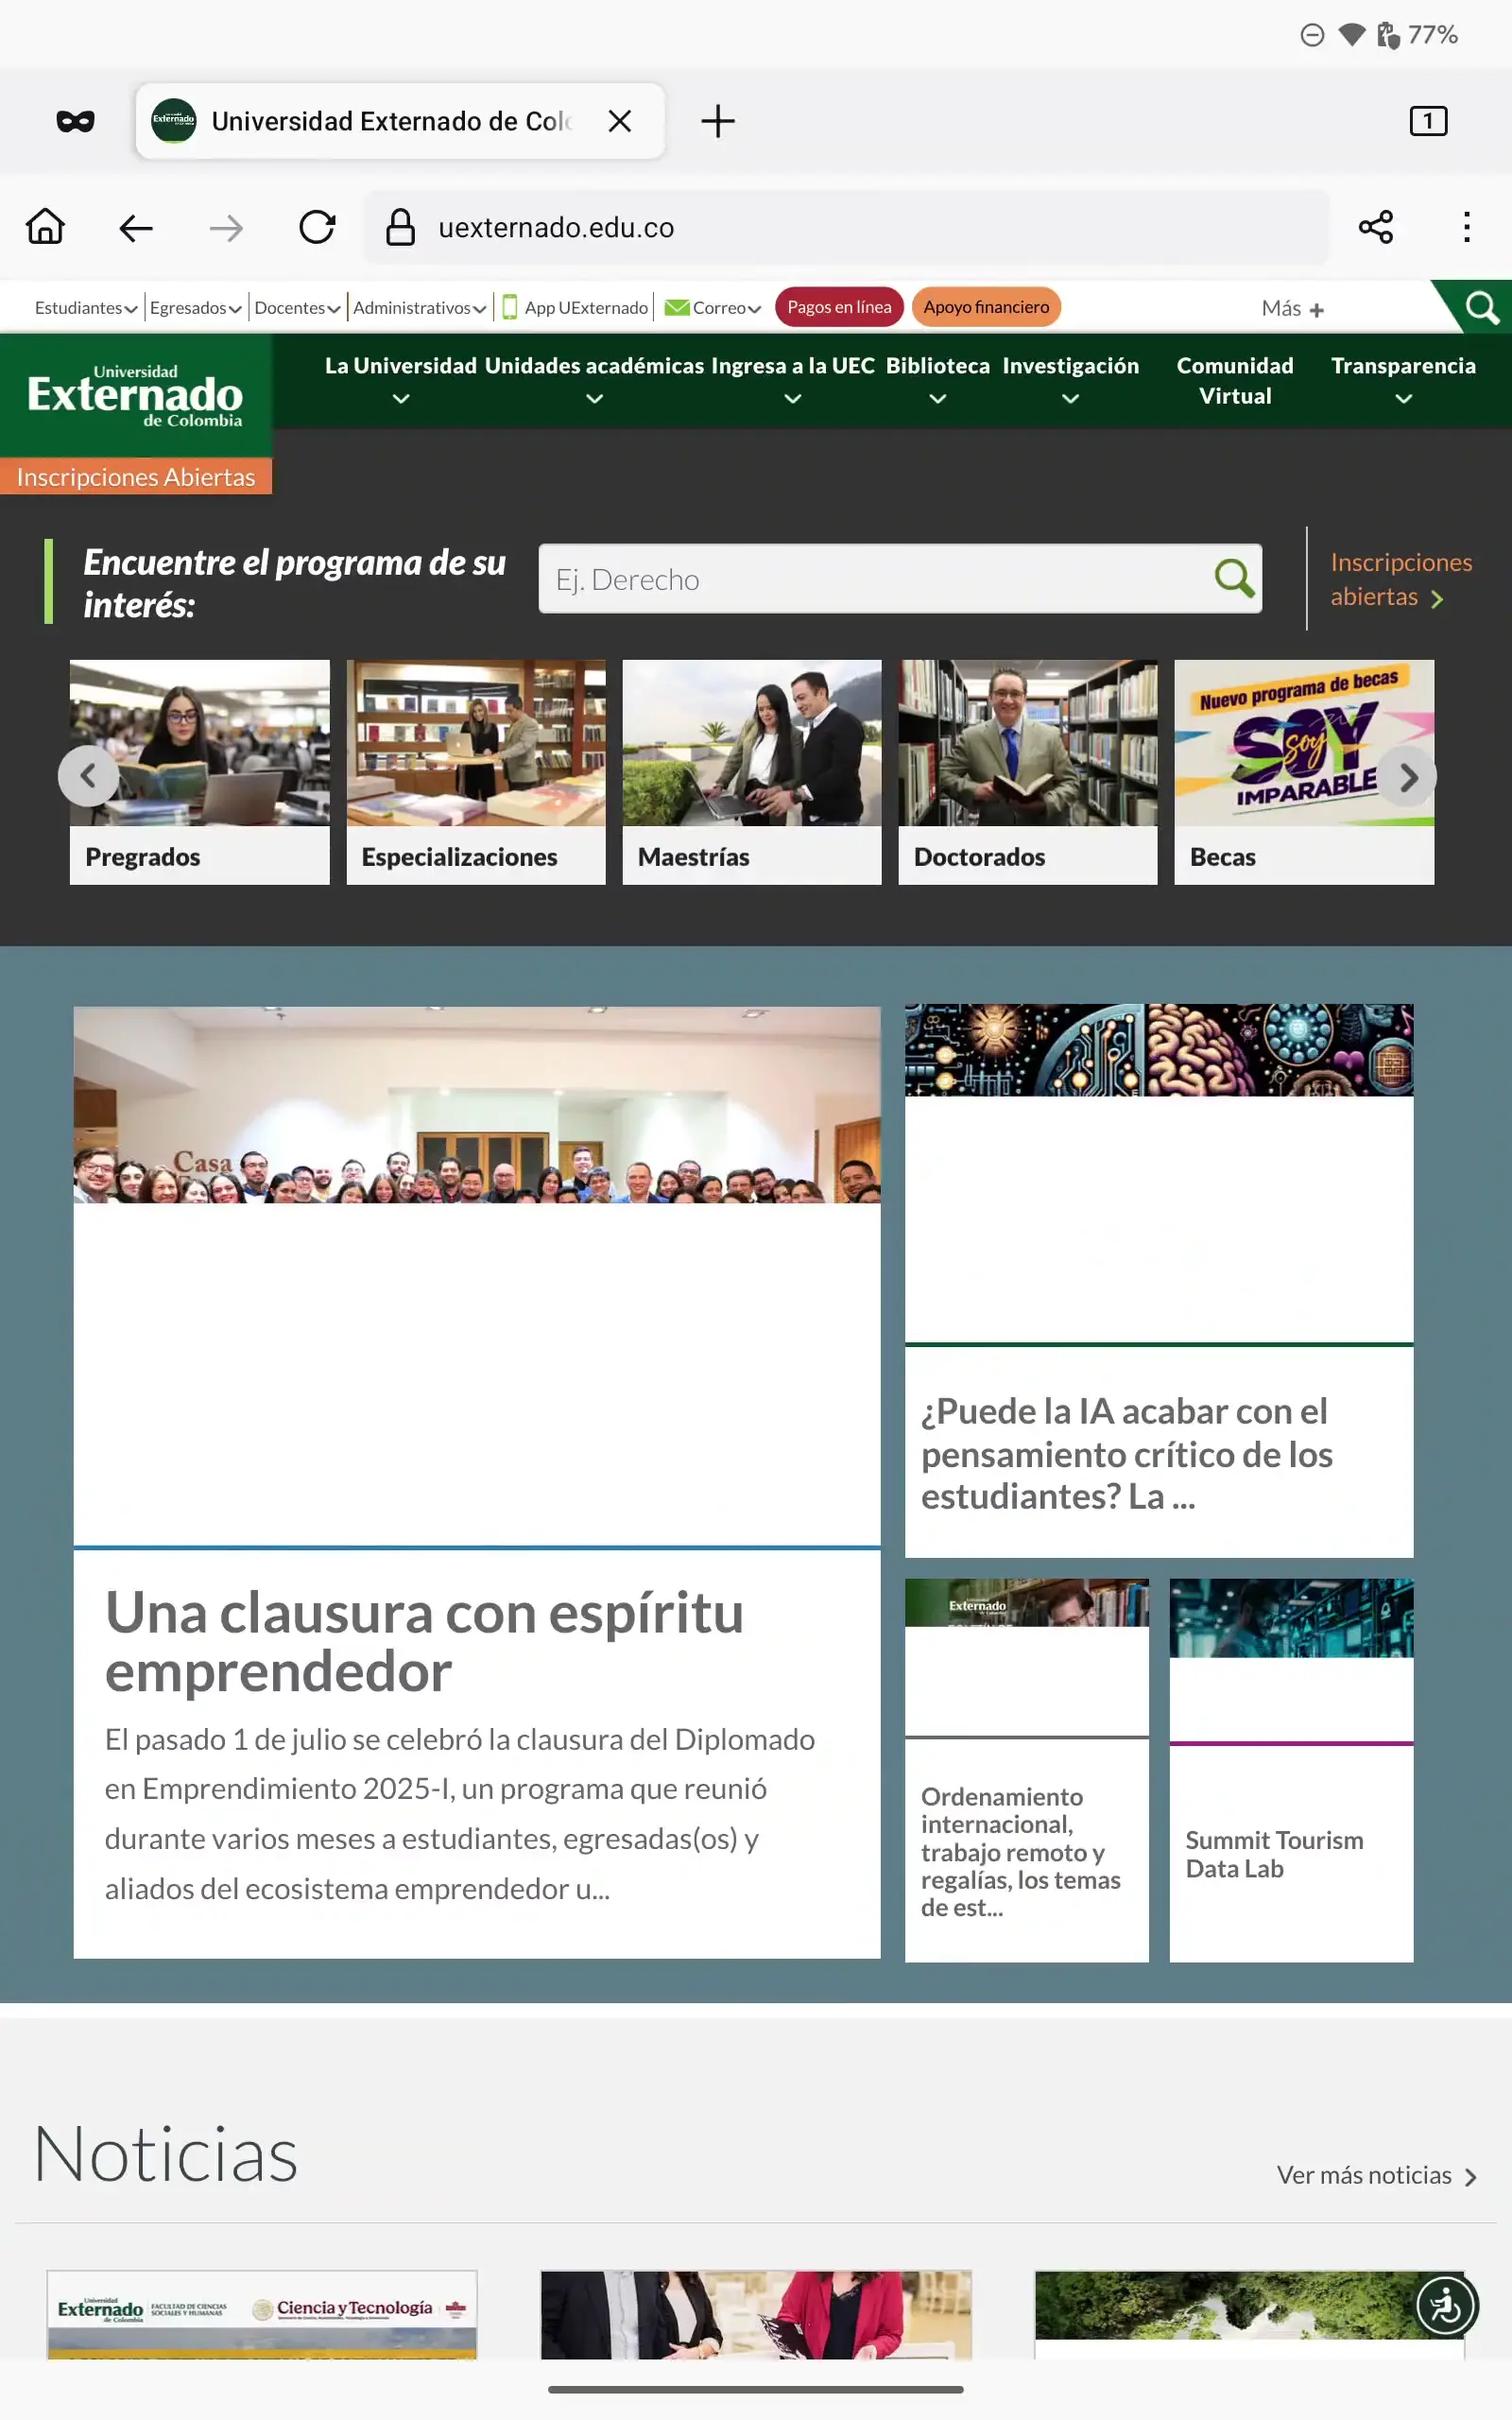 77%
Universidad Externado de Col
1
uexternado.edu.co
Estudiantes Egresados Docentes Administrativos App UExternado Correo Pagos en línea Apoyo financiero Más +
Universidad
Externado
de Colombia
La Universidad Unidades académicas Ingresa a la UEC Biblioteca Investigación Comunidad Virtual Transparencia
Inscripciones Abiertas
Encuentre el programa de su
interés:
Ej. Derecho
Inscripciones
abiertas
Nuevo programa de becas
SOY
soy
IMPARABLE
Pregrados
Especializaciones
Maestrías
Doctorados
Becas
Casa
Una clausura con espíritu
emprendedor
El pasado 1 de julio se celebró la clausura del Diplomado
en Emprendimiento 2025-I, un programa que reunió
durante varios meses a estudiantes, egresadas(os) y
aliados del ecosistema emprendedor u...
¿Puede la IA acabar con el
pensamiento crítico de los
estudiantes? La ...
Externado
Ordenamiento
internacional,
trabajo remoto y
regalías, los temas
de est...
Summit Tourism
Data Lab
Noticias
Ver más noticias
Externado
de Colombia
FACULTAD DE CIENCIAS
SOCIALES Y HUMANAS
Ciencia y Tecnología